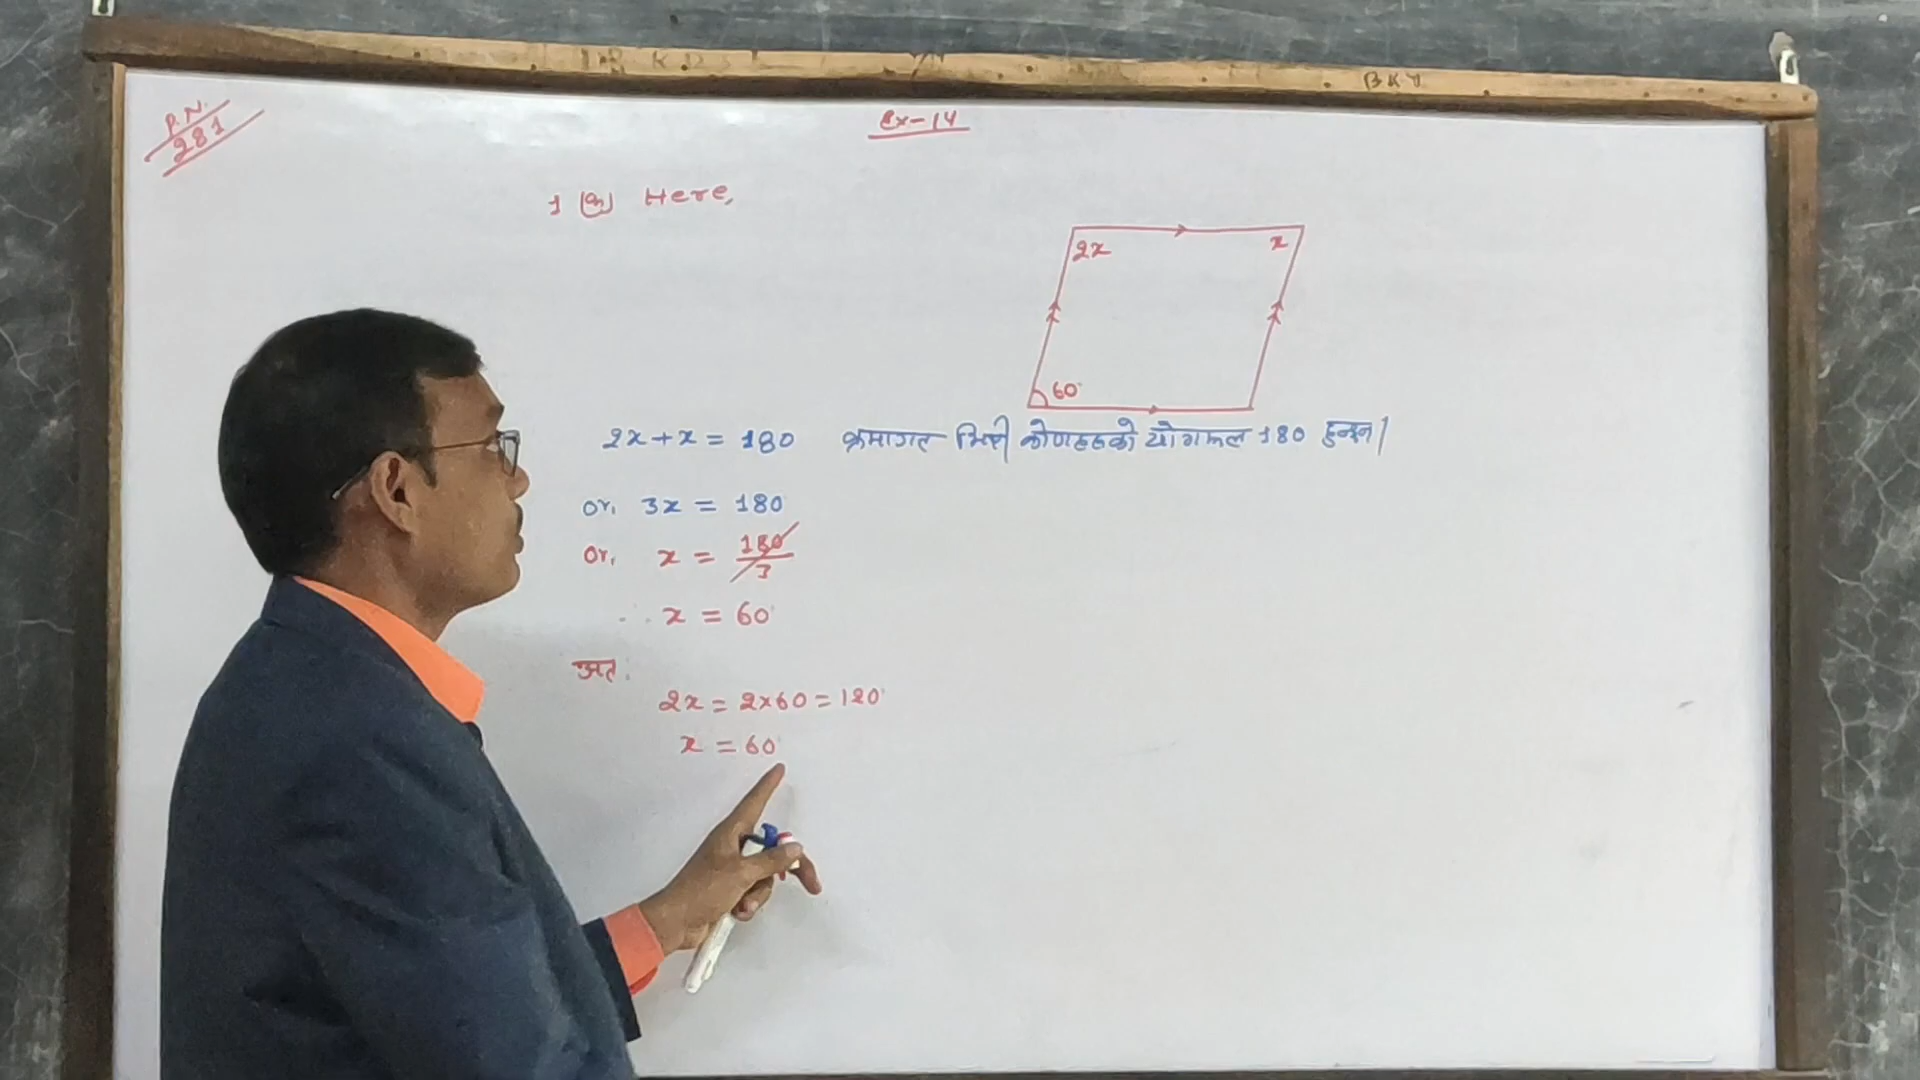 P.N.
281
Ex-14
1 (क) Here,
2x x
60°
2x + x = 180 क्रमागत भित्री कोणहरुको योगफल 180 हुन्छन।
or, 3x = 180
or, x = 180/3
∴ x = 60°
अत:
2x = 2×60 = 120°
x = 60°